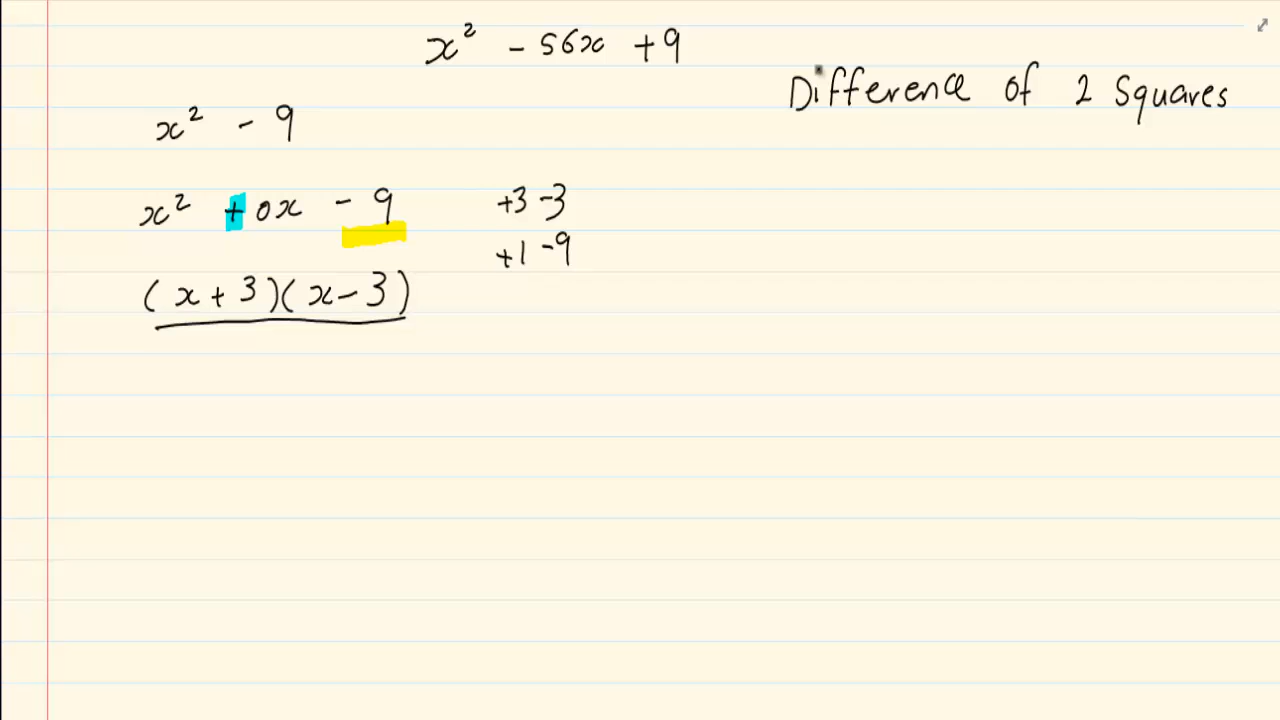 x² - 56x + 9
Difference of 2 Squares
x² - 9
x² + 0x - 9
+3 -3
+1 -9
(x + 3)(x - 3)